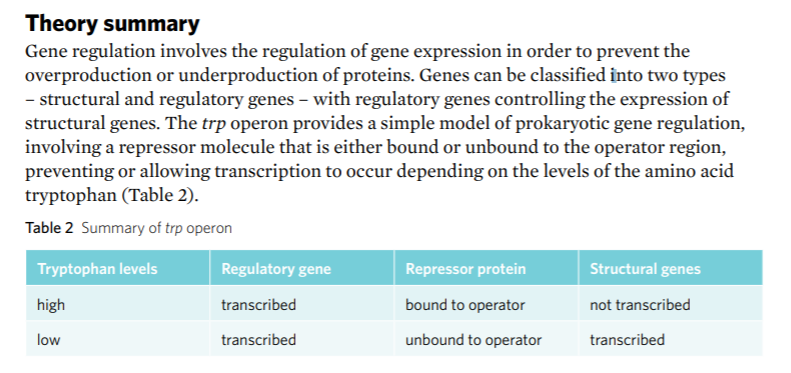 Theory summary
Gene regulation involves the regulation of gene expression in order to prevent the
overproduction or underproduction of proteins. Genes can be classified into two types
– structural and regulatory genes – with regulatory genes controlling the expression of
structural genes. The trp operon provides a simple model of prokaryotic gene regulation,
involving a repressor molecule that is either bound or unbound to the operator region,
preventing or allowing transcription to occur depending on the levels of the amino acid
tryptophan (Table 2).
Table 2 Summary of trp operon
Tryptophan levels Regulatory gene Repressor protein Structural genes
high transcribed bound to operator not transcribed
low transcribed unbound to operator transcribed